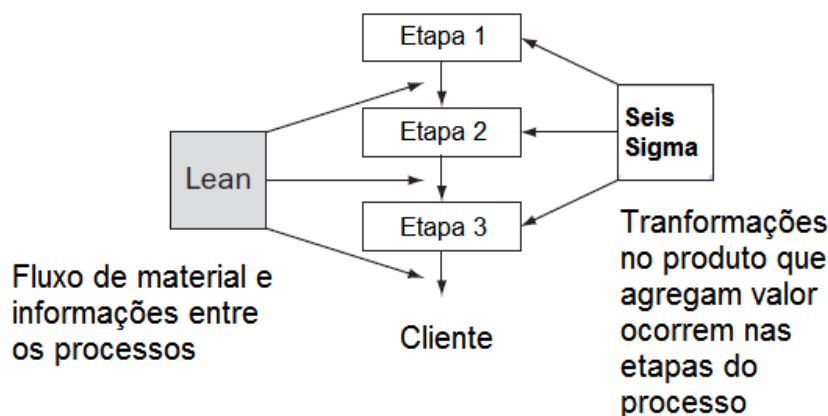 Etapa 1
Etapa 2
Etapa 3
Cliente
Lean
Fluxo de material e
informações entre
os processos
Seis
Sigma
Tranformações
no produto que
agregam valor
ocorrem nas
etapas do
processo